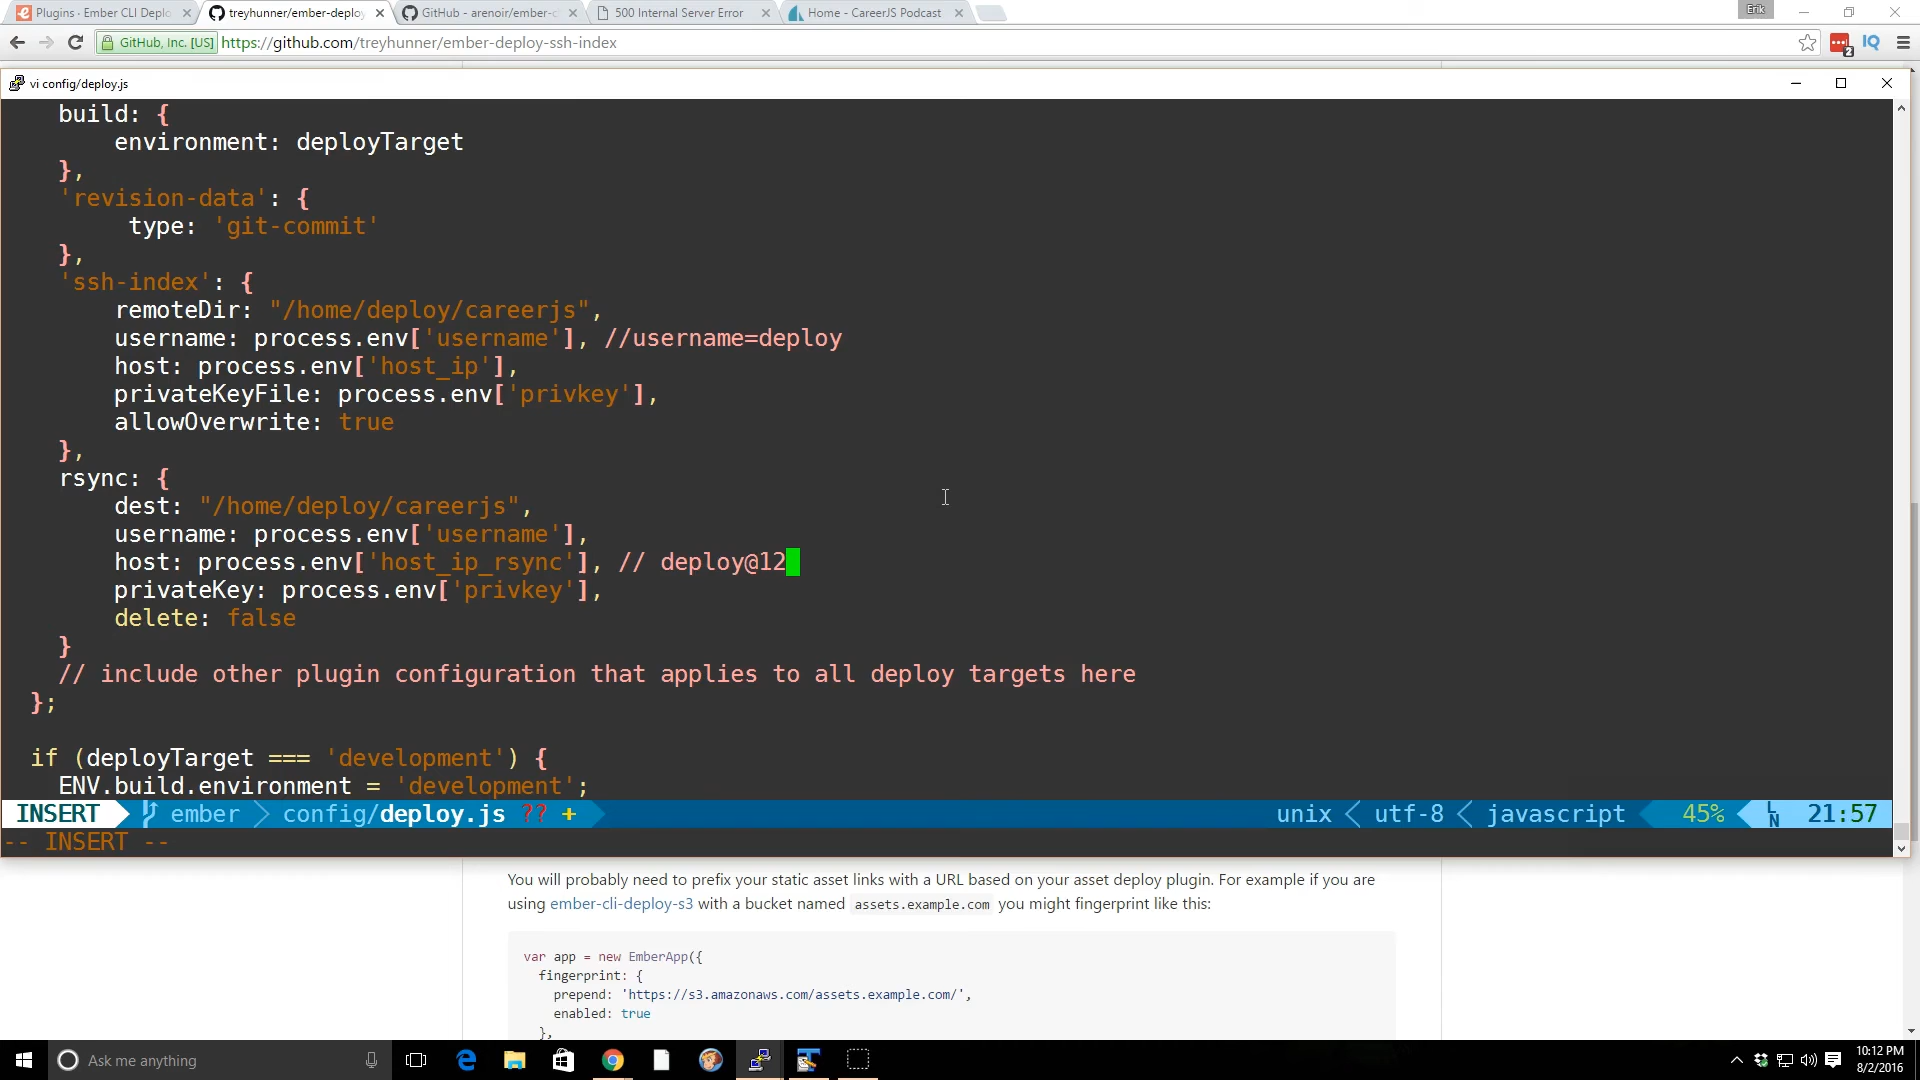 Plugins · Ember CLI Deplo
treyhunner/ember-deploy
GitHub - arenoir/ember-c
500 Internal Server Error
Home - CareerJS Podcast
Erik
GitHub, Inc. [US]
https://github.com/treyhunner/ember-deploy-ssh-index
2
IQ
vi config/deploy.js
build: {
environment: deployTarget
},
'revision-data': {
type: 'git-commit'
},
'ssh-index': {
remoteDir: "/home/deploy/careerjs",
username: process.env['username'], //username=deploy
host: process.env['host_ip'],
privateKeyFile: process.env['privkey'],
allowOverwrite: true
},
rsync: {
dest: "/home/deploy/careerjs",
username: process.env['username'],
host: process.env['host_ip_rsync'], // deploy@12
privateKey: process.env['privkey'],
delete: false
}
// include other plugin configuration that applies to all deploy targets here
};
if (deployTarget === 'development') {
ENV.build.environment = 'development';
INSERT ember config/deploy.js ?? + unix utf-8 javascript 45% LN 21:57
-- INSERT --
You will probably need to prefix your static asset links with a URL based on your asset deploy plugin. For example if you are
using ember-cli-deploy-s3 with a bucket named assets.example.com you might fingerprint like this:
var app = new EmberApp({
fingerprint: {
prepend: 'https://s3.amazonaws.com/assets.example.com/',
enabled: true
},
Ask me anything
10:12 PM
8/2/2016